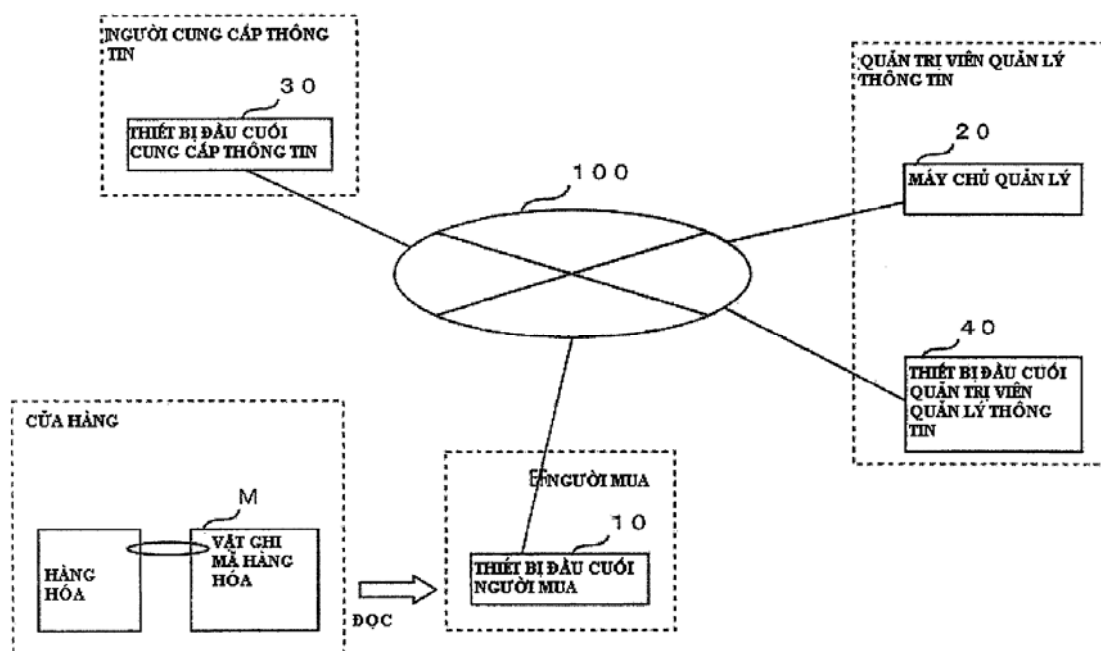 NGƯỜI CUNG CẤP THÔNG
TIN
30
THIẾT BỊ ĐẦU CUỐI
CUNG CẤP THÔNG TIN
100
QUẢN TRỊ VIÊN QUẢN LÝ
THÔNG TIN
20
MÁY CHỦ QUẢN LÝ
40
THIẾT BỊ ĐẦU CUỐI
QUẢN TRỊ VIÊN
QUẢN LÝ THÔNG
TIN
CỬA HÀNG
M
HÀNG
HÓA
VẬT GHI
MÃ HÀNG
HÓA
ĐỌC
NGƯỜI MUA
10
THIẾT BỊ ĐẦU CUỐI
NGƯỜI MUA